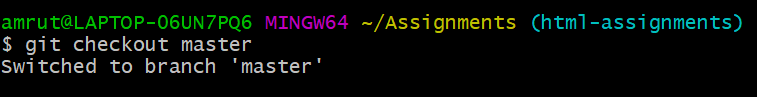 amrut@LAPTOP-O6UN7PQ6 MINGW64 ~/Assignments (html-assignments)
$ git checkout master
Switched to branch 'master'